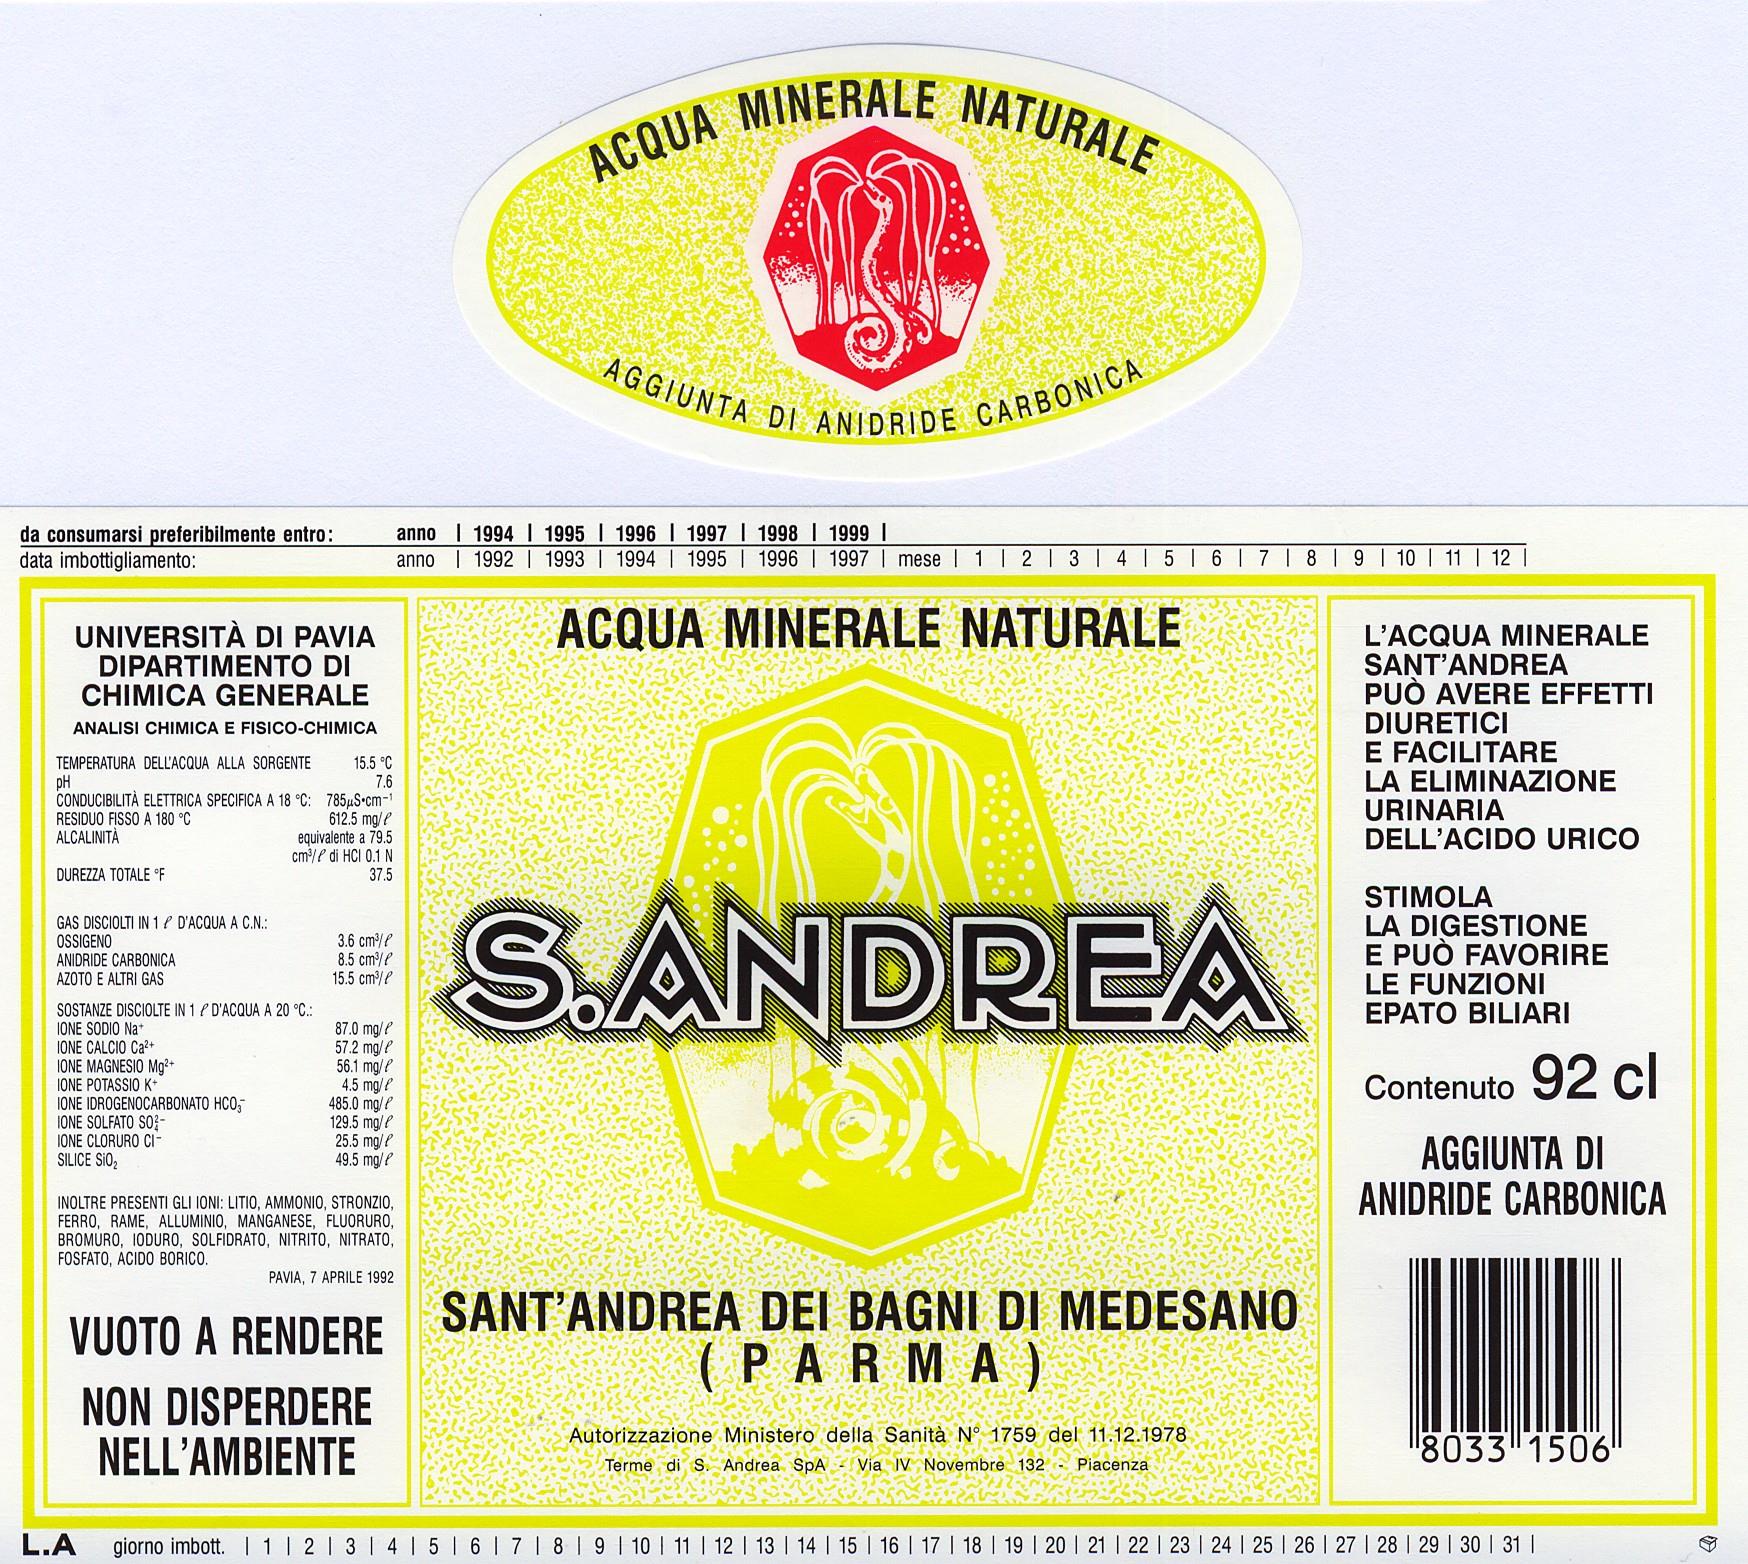 ACQUA MINERALE NATURALE
AGGIUNTA DI ANIDRIDE CARBONICA
da consumarsi preferibilmente entro: anno | 1994 | 1995 | 1996 | 1997 | 1998 | 1999 |
data imbottigliamento: anno | 1992 | 1993 | 1994 | 1995 | 1996 | 1997 | mese | 1 | 2 | 3 | 4 | 5 | 6 | 7 | 8 | 9 | 10 | 11 | 12 |
UNIVERSITÀ DI PAVIA
DIPARTIMENTO DI
CHIMICA GENERALE
ANALISI CHIMICA E FISICO-CHIMICA
TEMPERATURA DELL'ACQUA ALLA SORGENTE 15.5 °C
pH 7.6
CONDUCIBILITÀ ELETTRICA SPECIFICA A 18 °C: 785µS•cm⁻¹
RESIDUO FISSO A 180 °C 612.5 mg/ℓ
ALCALINITÀ equivalente a 79.5
cm³/ℓ di HCl 0.1 N
DUREZZA TOTALE °F 37.5
GAS DISCIOLTI IN 1 ℓ D'ACQUA A C.N.:
OSSIGENO 3.6 cm³/ℓ
ANIDRIDE CARBONICA 8.5 cm³/ℓ
AZOTO E ALTRI GAS 15.5 cm³/ℓ
SOSTANZE DISCIOLTE IN 1 ℓ D'ACQUA A 20 °C.:
IONE SODIO Na⁺ 87.0 mg/ℓ
IONE CALCIO Ca²⁺ 57.2 mg/ℓ
IONE MAGNESIO Mg²⁺ 56.1 mg/ℓ
IONE POTASSIO K⁺ 4.5 mg/ℓ
IONE IDROGENOCARBONATO HCO₃⁻ 485.0 mg/ℓ
IONE SOLFATO SO₄²⁻ 129.5 mg/ℓ
IONE CLORURO Cl⁻ 25.5 mg/ℓ
SILICE SiO₂ 49.5 mg/ℓ
INOLTRE PRESENTI GLI IONI: LITIO, AMMONIO, STRONZIO,
FERRO, RAME, ALLUMINIO, MANGANESE, FLUORURO,
BROMURO, IODURO, SOLFIDRATO, NITRITO, NITRATO,
FOSFATO, ACIDO BORICO.
PAVIA, 7 APRILE 1992
VUOTO A RENDERE
NON DISPERDERE
NELL'AMBIENTE
ACQUA MINERALE NATURALE
S.ANDREA
SANT'ANDREA DEI BAGNI DI MEDESANO
(PARMA)
Autorizzazione Ministero della Sanità N° 1759 del 11.12.1978
Terme di S. Andrea SpA - Via IV Novembre 132 - Piacenza
L'ACQUA MINERALE
SANT'ANDREA
PUÒ AVERE EFFETTI
DIURETICI
E FACILITARE
LA ELIMINAZIONE
URINARIA
DELL'ACIDO URICO
STIMOLA
LA DIGESTIONE
E PUÒ FAVORIRE
LE FUNZIONI
EPATO BILIARI
Contenuto 92 cl
AGGIUNTA DI
ANIDRIDE CARBONICA
8033 1506
L.A giorno imbott. | 1 | 2 | 3 | 4 | 5 | 6 | 7 | 8 | 9 | 10 | 11 | 12 | 13 | 14 | 15 | 16 | 17 | 18 | 19 | 20 | 21 | 22 | 23 | 24 | 25 | 26 | 27 | 28 | 29 | 30 | 31 |